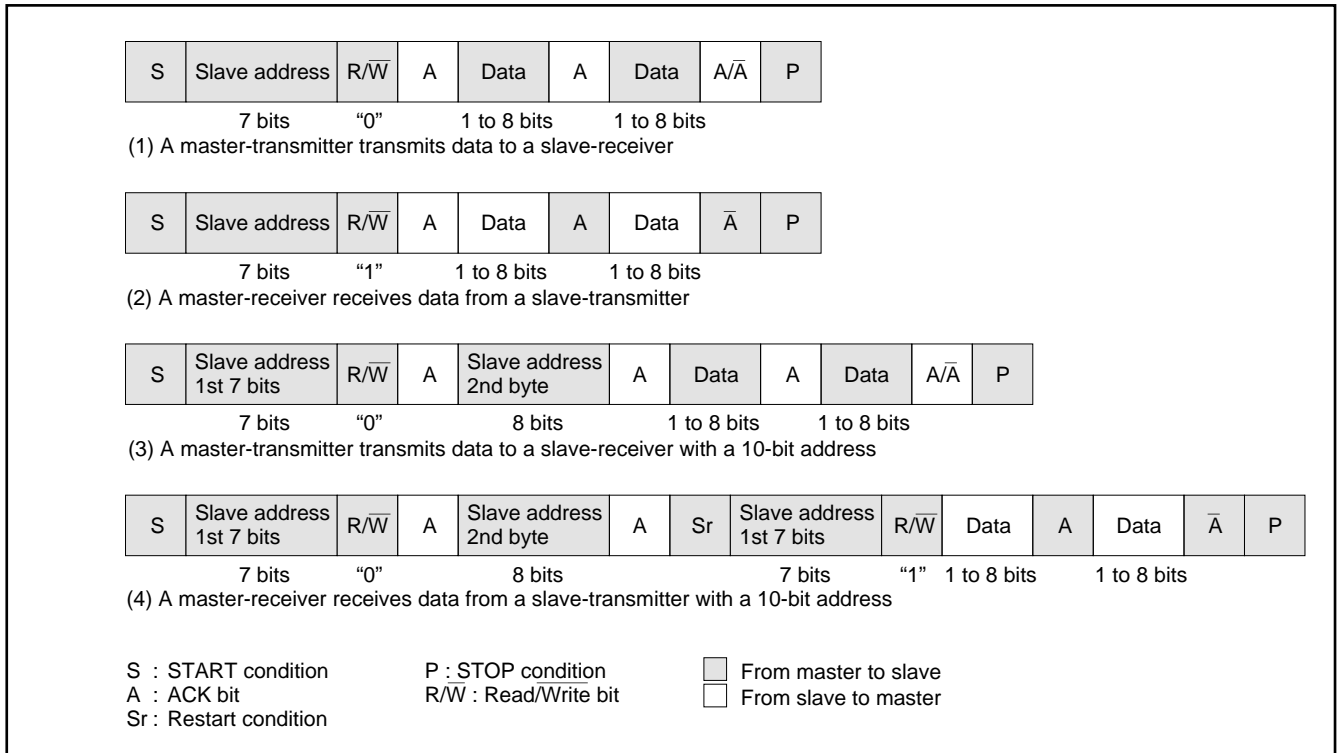 S Slave address R/W̅ A Data A Data A/A̅ P
7 bits “0” 1 to 8 bits 1 to 8 bits
(1) A master-transmitter transmits data to a slave-receiver
S Slave address R/W̅ A Data A Data A̅ P
7 bits “1” 1 to 8 bits 1 to 8 bits
(2) A master-receiver receives data from a slave-transmitter
S Slave address 1st 7 bits R/W̅ A Slave address 2nd byte A Data A Data A/A̅ P
7 bits “0” 8 bits 1 to 8 bits 1 to 8 bits
(3) A master-transmitter transmits data to a slave-receiver with a 10-bit address
S Slave address 1st 7 bits R/W̅ A Slave address 2nd byte A Sr Slave address 1st 7 bits R/W̅ Data A Data A̅ P
7 bits “0” 8 bits 7 bits “1” 1 to 8 bits 1 to 8 bits
(4) A master-receiver receives data from a slave-transmitter with a 10-bit address
S : START condition P : STOP condition From master to slave
A : ACK bit R/W̅ : Read/W̅r̅i̅t̅e̅ bit From slave to master
Sr : Restart condition